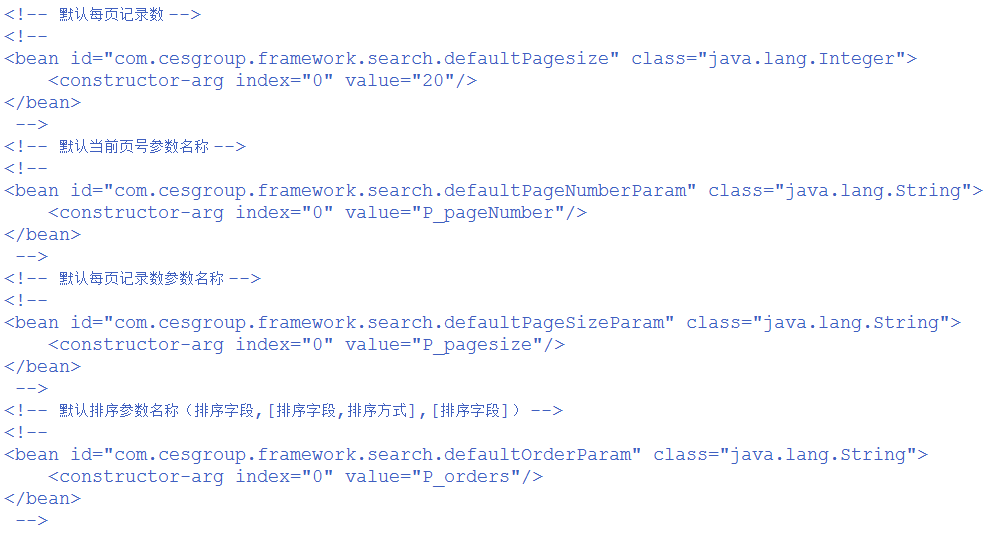 <!-- 默认每页记录数 -->
<!--
<bean id="com.cesgroup.framework.search.defaultPagesize" class="java.lang.Integer">
    <constructor-arg index="0" value="20"/>
</bean>
 -->
<!-- 默认当前页号参数名称 -->
<!--
<bean id="com.cesgroup.framework.search.defaultPageNumberParam" class="java.lang.String">
    <constructor-arg index="0" value="P_pageNumber"/>
</bean>
 -->
<!-- 默认每页记录数参数名称 -->
<!--
<bean id="com.cesgroup.framework.search.defaultPageSizeParam" class="java.lang.String">
    <constructor-arg index="0" value="P_pagesize"/>
</bean>
 -->
<!-- 默认排序参数名称（排序字段,[排序字段,排序方式],[排序字段]） -->
<!--
<bean id="com.cesgroup.framework.search.defaultOrderParam" class="java.lang.String">
    <constructor-arg index="0" value="P_orders"/>
</bean>
 -->